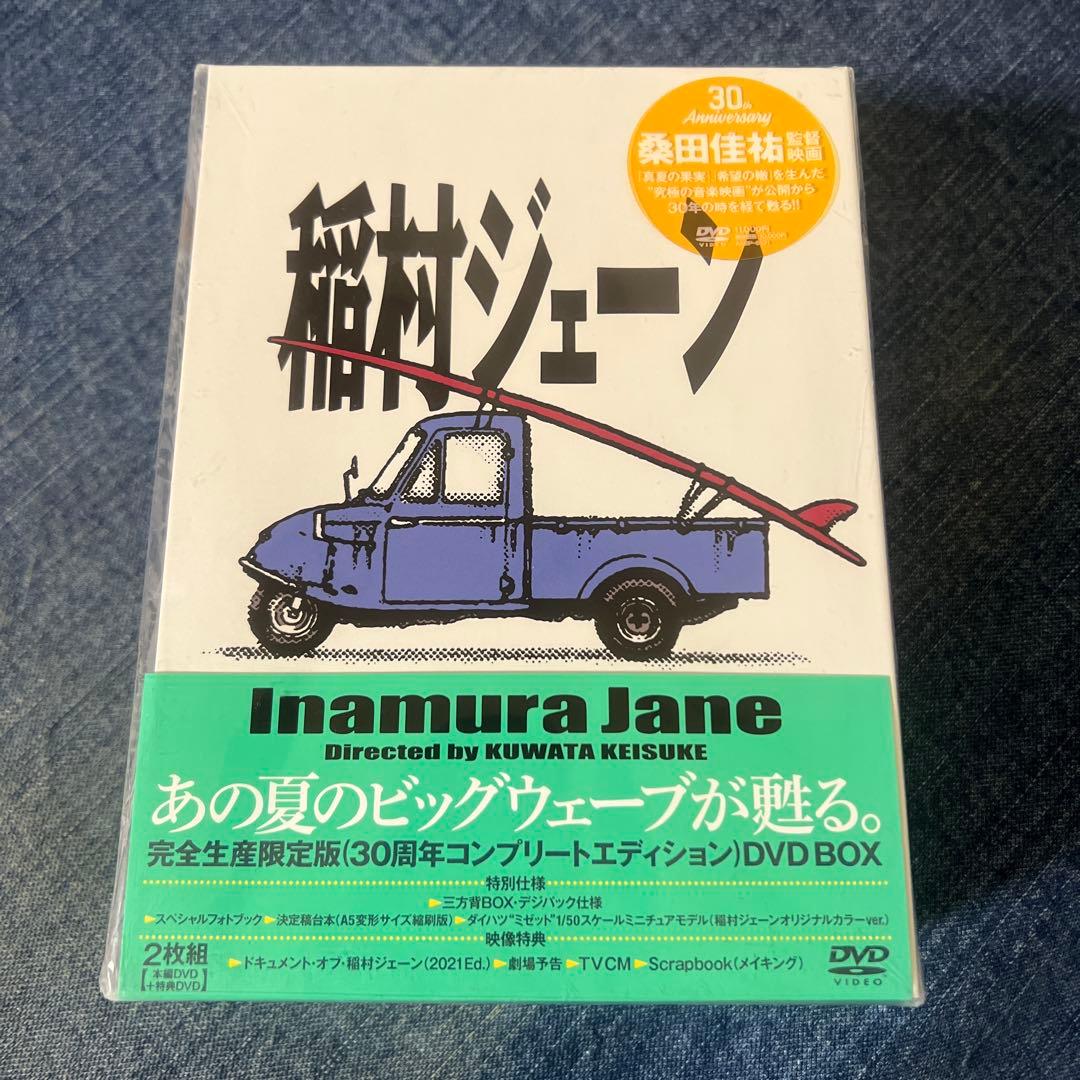 30th
Anniversary
桑田佳祐監督映画
「真夏の果実」「希望の轍」を生んだ
"究極の音楽映画"が公開から
30年の時を経て甦る!!
DVD
VIDEO
11,000円
稲村ジェーン
Inamura Jane
Directed by KUWATA KEISUKE
あの夏のビッグウェーブが甦る。
完全生産限定版(30周年コンプリートエディション)DVD BOX
特別仕様
▶三方背BOX・デジパック仕様
▶スペシャルフォトブック ▶決定稿台本(A5変形サイズ縮刷版) ▶ダイハツ"ミゼット"1/50スケールミニチュアモデル(稲村ジェーンオリジナルカラーver.)
映像特典
▶ドキュメント・オブ・稲村ジェーン(2021Ed.) ▶劇場予告 ▶TV CM ▶Scrapbook(メイキング)
2枚組
【本編DVD
+特典DVD】
DVD
VIDEO